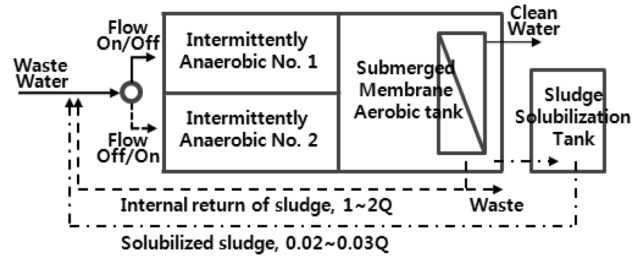 Flow
On/Off
Waste
Water
Flow
Off/On
Intermittently
Anaerobic No. 1
Intermittently
Anaerobic No. 2
Submerged
Membrane
Aerobic tank
Clean
Water
Sludge
Solubilization
Tank
Internal return of sludge, 1~2Q
Waste
Solubilized sludge, 0.02~0.03Q